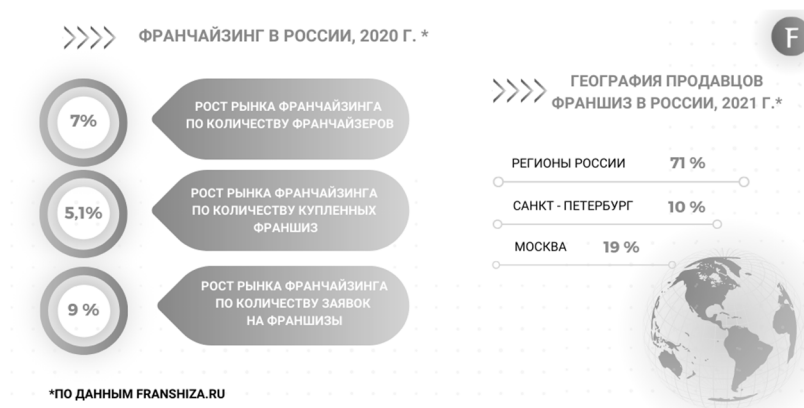 ФРАНЧАЙЗИНГ В РОССИИ, 2020 Г. *
7%
РОСТ РЫНКА ФРАНЧАЙЗИНГА
ПО КОЛИЧЕСТВУ ФРАНЧАЙЗЕРОВ
5,1%
РОСТ РЫНКА ФРАНЧАЙЗИНГА
ПО КОЛИЧЕСТВУ КУПЛЕННЫХ
ФРАНШИЗ
9 %
РОСТ РЫНКА ФРАНЧАЙЗИНГА
ПО КОЛИЧЕСТВУ ЗАЯВОК
НА ФРАНШИЗЫ
*ПО ДАННЫМ FRANSHIZA.RU
F
ГЕОГРАФИЯ ПРОДАВЦОВ
ФРАНШИЗ В РОССИИ, 2021 Г.*
РЕГИОНЫ РОССИИ 71 %
САНКТ - ПЕТЕРБУРГ 10 %
МОСКВА 19 %